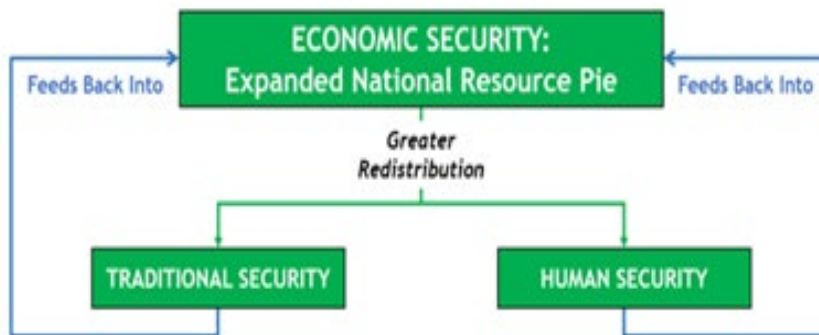 ECONOMIC SECURITY:
Expanded National Resource Pie
Feeds Back Into
Feeds Back Into
Greater
Redistribution
TRADITIONAL SECURITY
HUMAN SECURITY